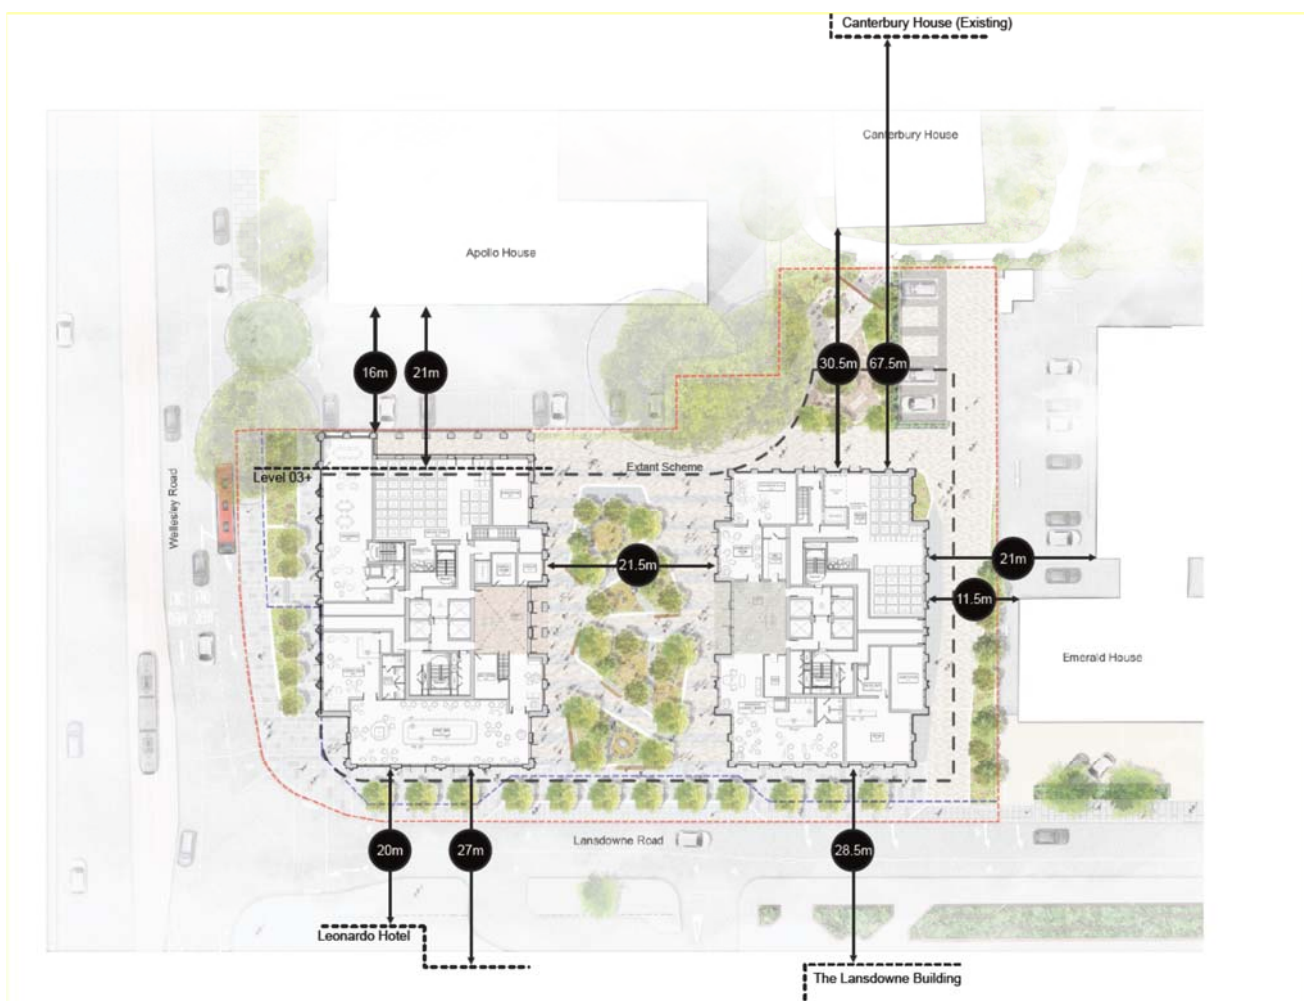 Canterbury House (Existing)
Canterbury House
Apollo House
16m
21m
30.5m
67.5m
Extant Scheme
Level 03+
Wellesley Road
21.5m
21m
11.5m
Emerald House
Lansdowne Road
20m
27m
28.5m
Leonardo Hotel
The Lansdowne Building